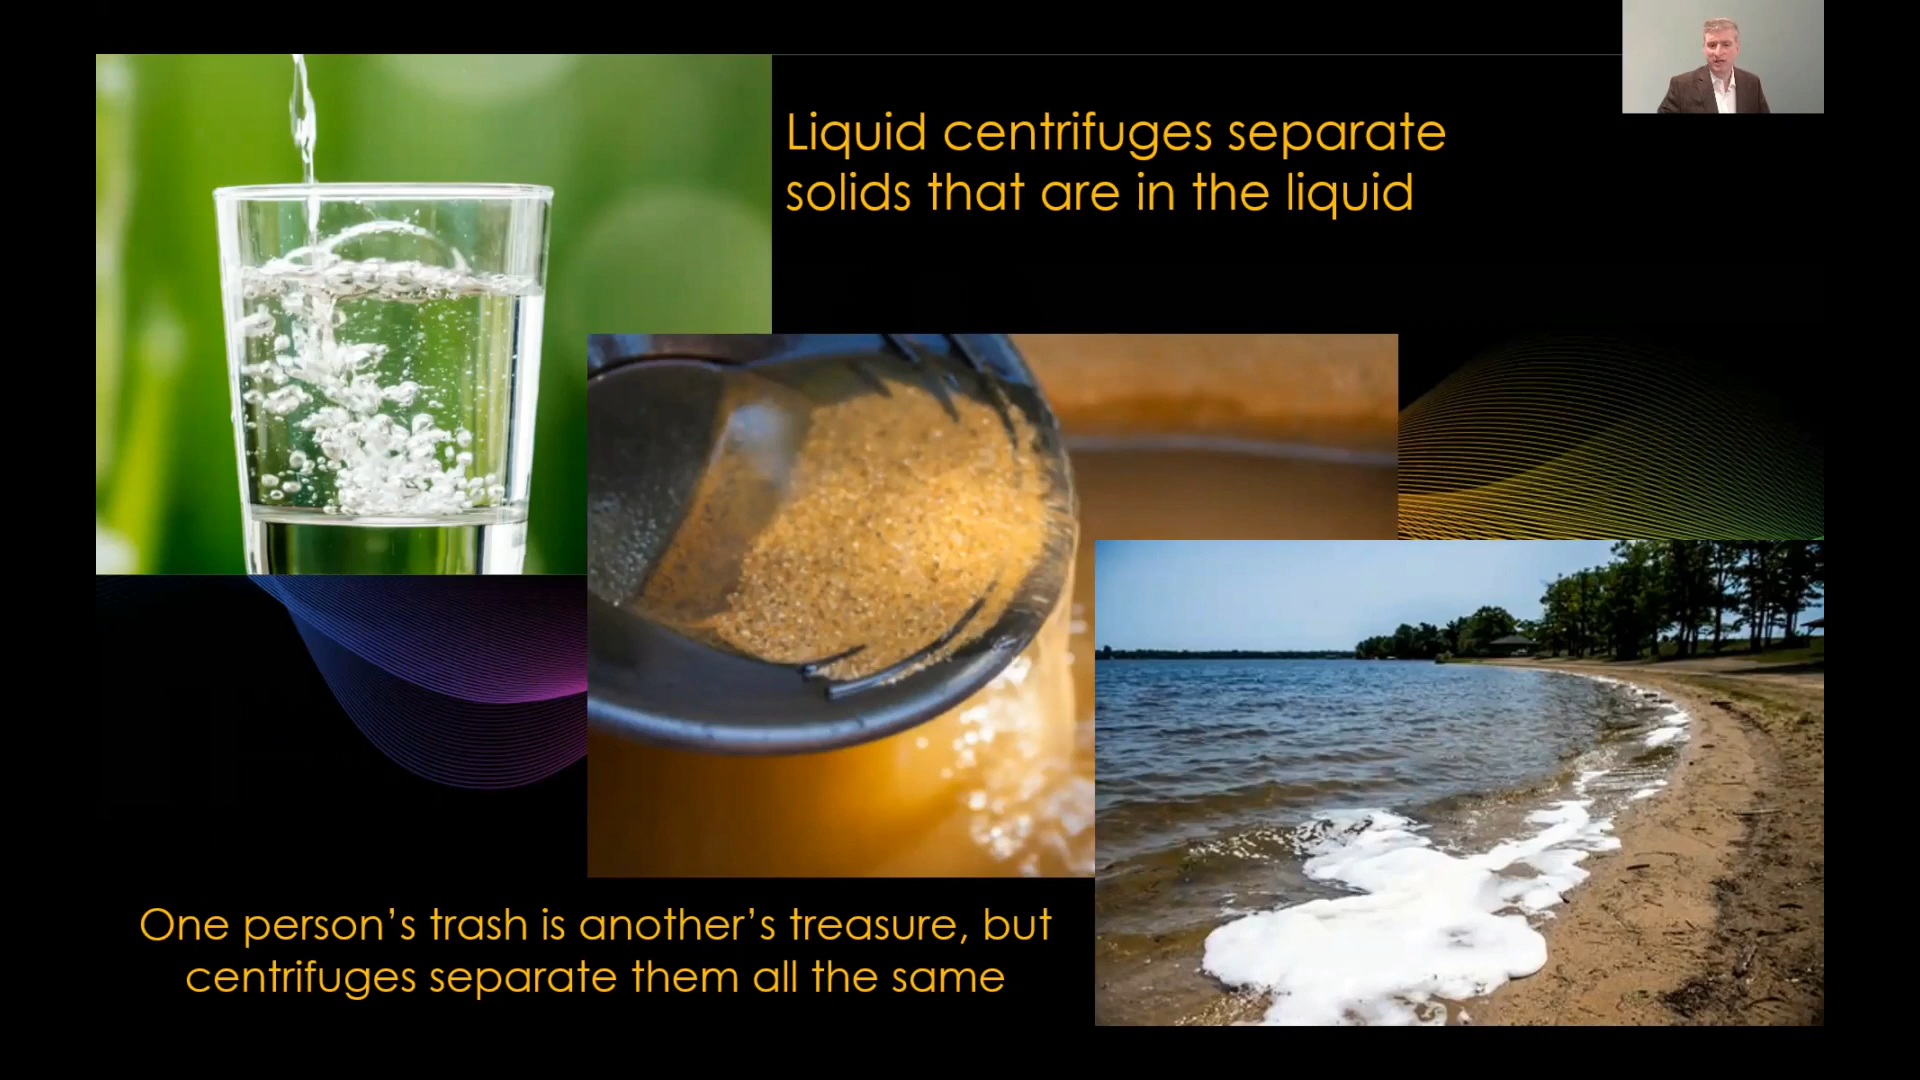 Liquid centrifuges separate
solids that are in the liquid
One person’s trash is another’s treasure, but
centrifuges separate them all the same